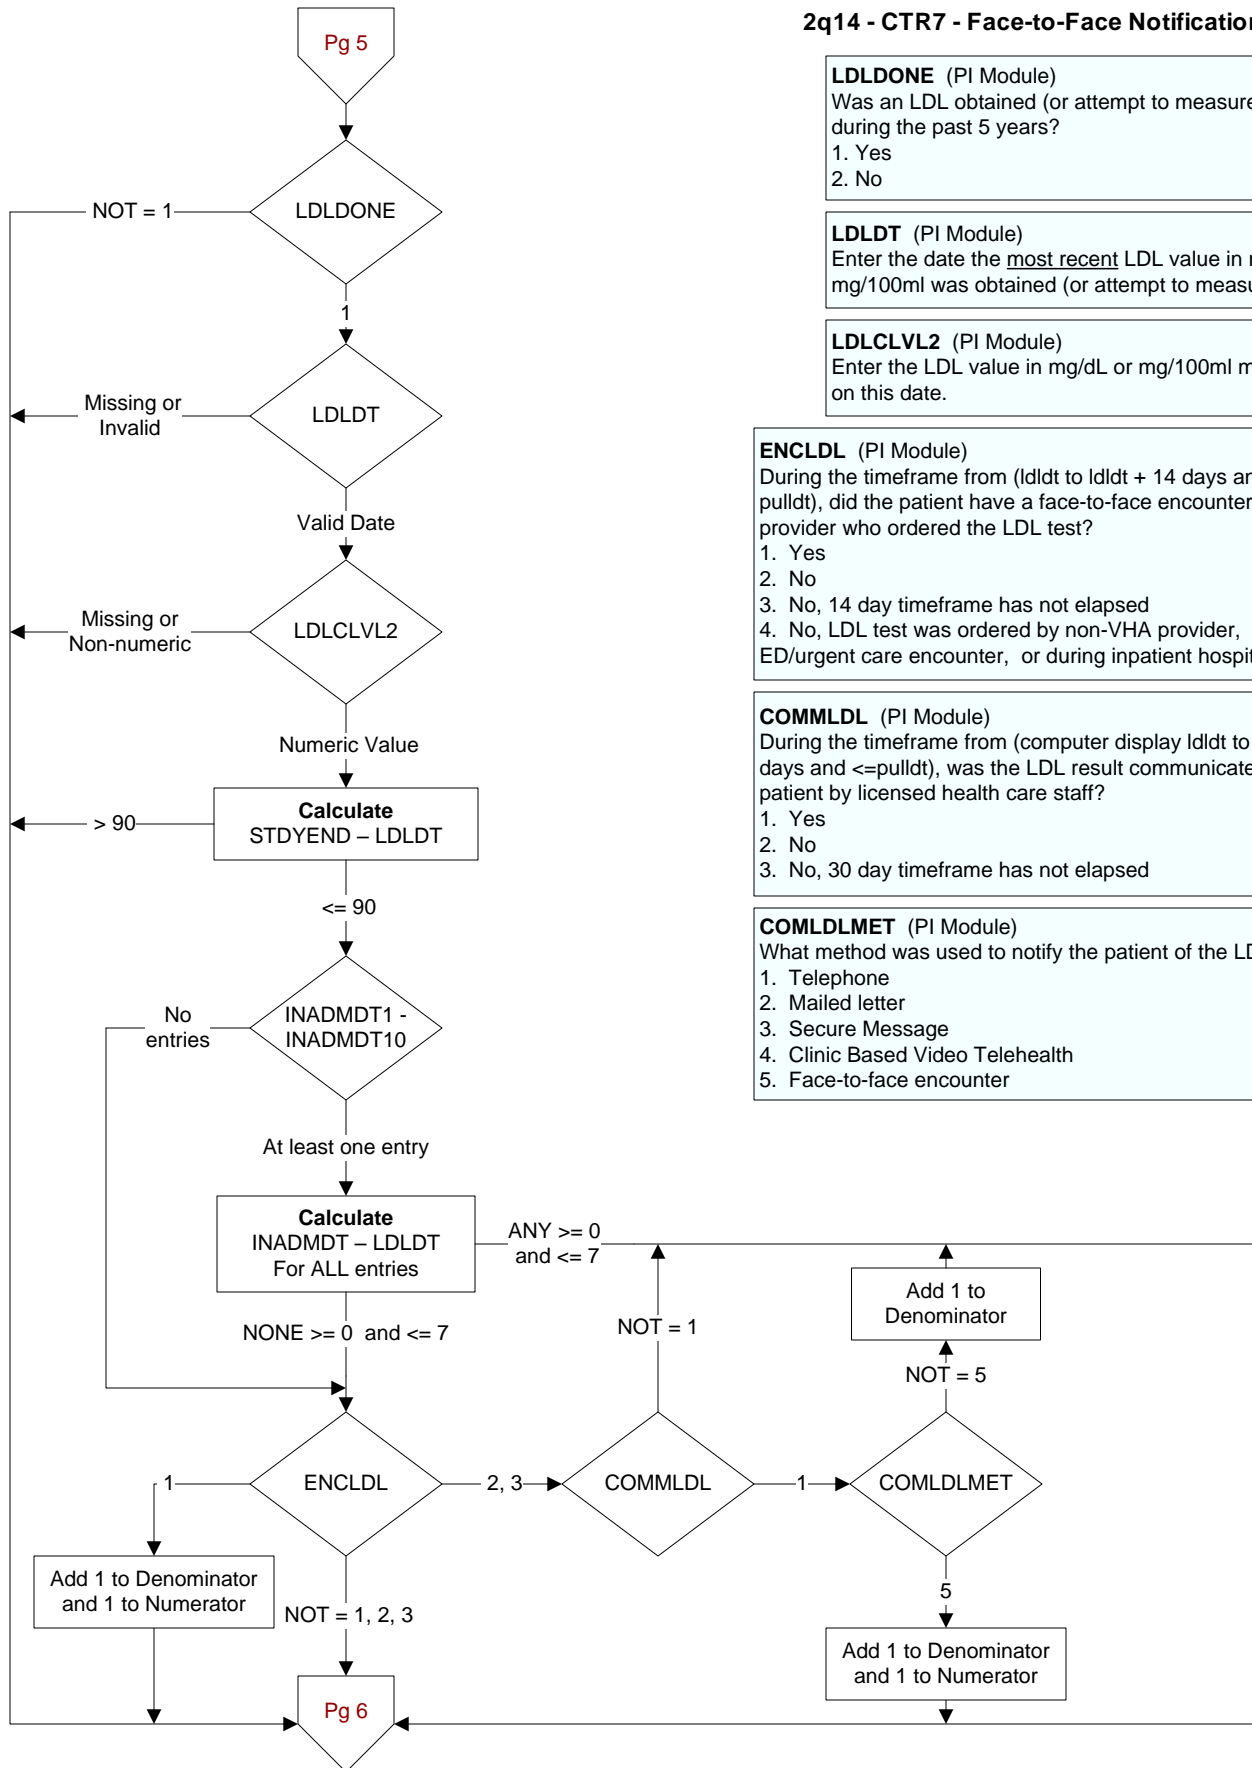 2q14 - CTR7 - Face-to-Face Notification
Pg 5
LDLDONE (PI Module)
Was an LDL obtained (or attempt to measure
during the past 5 years?
1. Yes
2. No
LDLDT (PI Module)
Enter the date the most recent LDL value in
mg/100ml was obtained (or attempt to
LDLCLVL2 (PI Module)
Enter the LDL value in mg/dL or mg/100ml
on this date.
ENCLDL (PI Module)
During the timeframe from (ldldt to ldldt + 14 days
pulldt), did the patient have a face-to-face encounter
provider who ordered the LDL test?
1. Yes
2. No
3. No, 14 day timeframe has not elapsed
4. No, LDL test was ordered by non-VHA provider,
ED/urgent care encounter, or during inpatient
COMMLDL (PI Module)
During the timeframe from (computer display ldldt to
days and <=pulldt), was the LDL result
patient by licensed health care staff?
1. Yes
2. No
3. No, 30 day timeframe has not elapsed
COMLDLMET (PI Module)
What method was used to notify the patient of the
1. Telephone
2. Mailed letter
3. Secure Message
4. Clinic Based Video Telehealth
5. Face-to-face encounter
LDLDONE
NOT = 1
1
LDLDT
Missing or
Invalid
Valid Date
LDLCLVL2
Missing or
Non-numeric
Numeric Value
Calculate
STDYEND – LDLDT
> 90
<= 90
INADMDT1 -
INADMDT10
No
entries
At least one entry
Calculate
INADMDT – LDLDT
For ALL entries
ANY >= 0
and <= 7
NONE >= 0 and <= 7
NOT = 1
Add 1 to
Denominator
NOT = 5
ENCLDL
1
2, 3
COMMLDL
1
COMLDLMET
Add 1 to Denominator
and 1 to Numerator
NOT = 1, 2, 3
5
Add 1 to Denominator
and 1 to Numerator
Pg 6